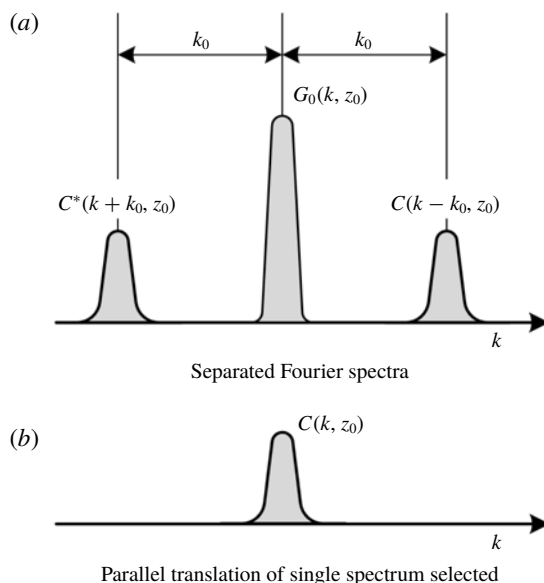 (a)
k₀ k₀
G₀(k, z₀)
C*(k + k₀, z₀) C(k − k₀, z₀)
k
Separated Fourier spectra
(b)
C(k, z₀)
k
Parallel translation of single spectrum selected